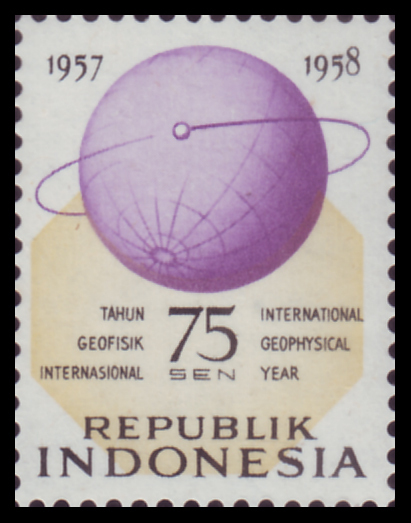 1957 1958
TAHUN
GEOFISIK
INTERNASIONAL
75
SEN
INTERNATIONAL
GEOPHYSICAL
YEAR
REPUBLIK
INDONESIA